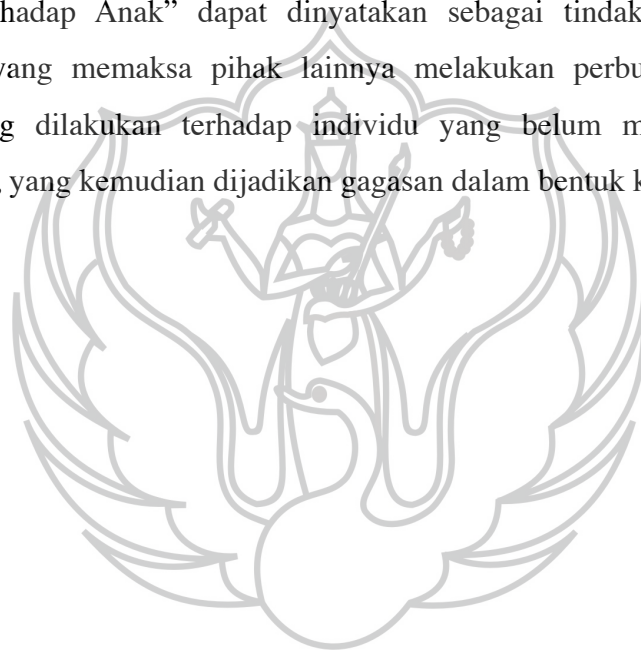 hadap Anak” dapat dinyatakan sebagai tindak
yang memaksa pihak lainnya melakukan
dilakukan terhadap individu yang belum
yang kemudian dijadikan gagasan dalam bentuk